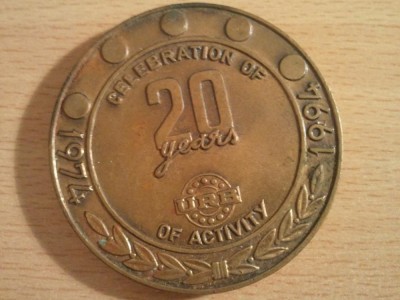 CELEBRATION OF
20
years
OF ACTIVITY
1974
1994